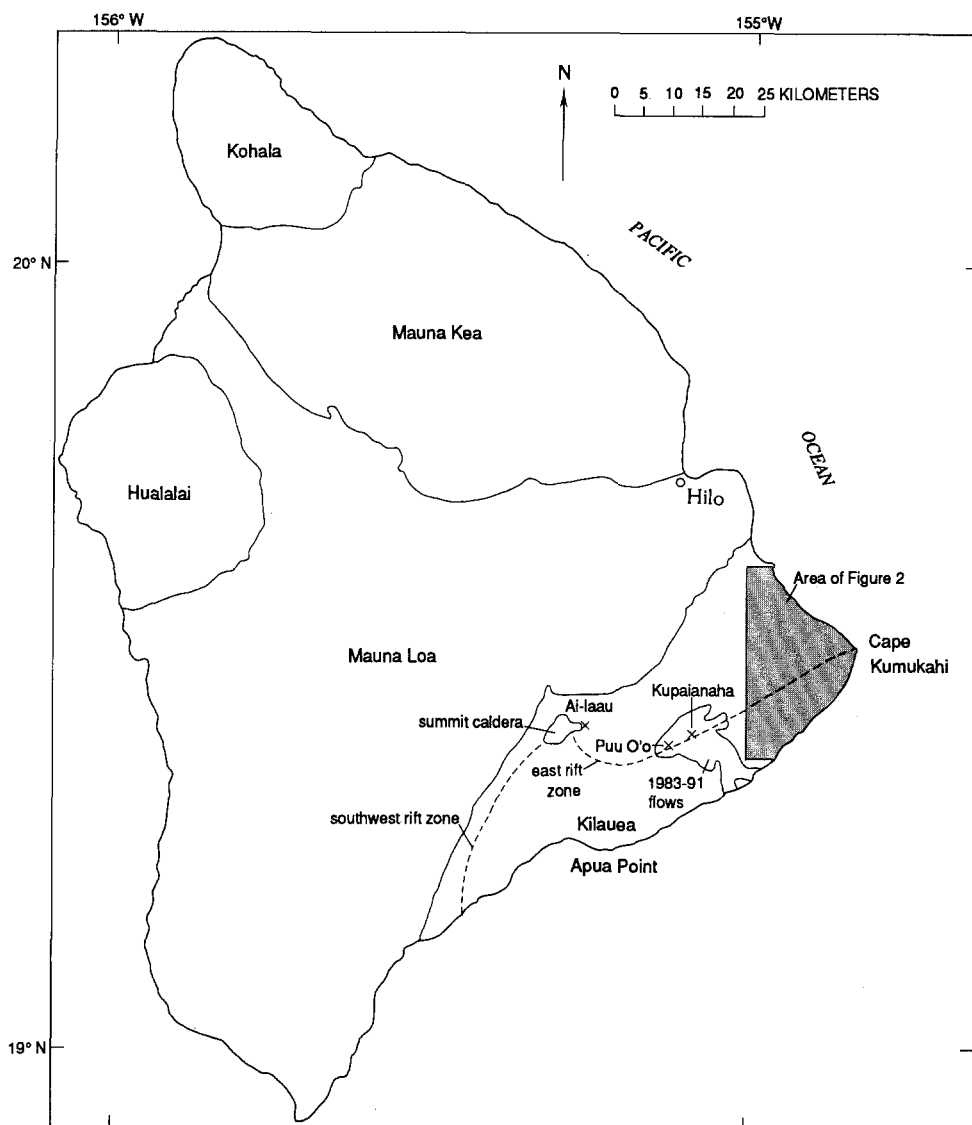 156° W
155°W
N
0 5 10 15 20 25 KILOMETERS
Kohala
PACIFIC
20° N
Mauna Kea
OCEAN
Hualalai
Hilo
Area of Figure 2
Mauna Loa
Cape
Kumukahi
Kupaianaha
Ai-laau
summit caldera
Puu O'o
east rift
zone
1983-91
flows
southwest rift zone
Kilauea
Apua Point
19° N